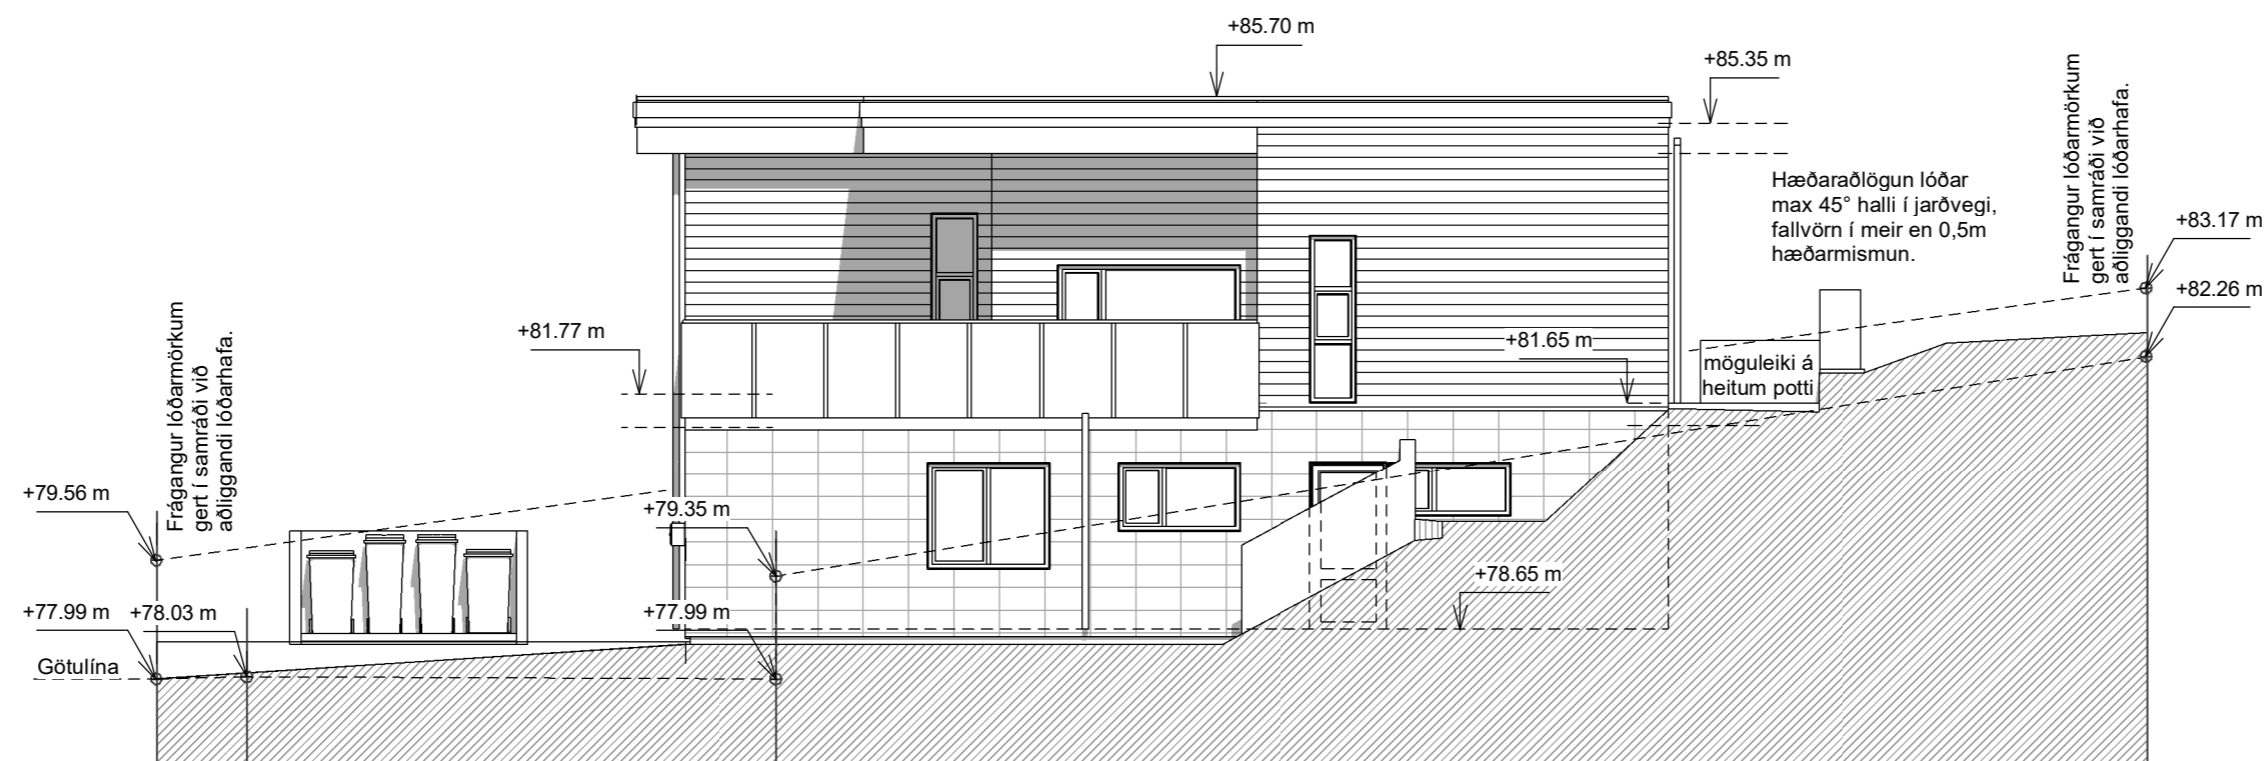 +85.70 m
+85.35 m
Frágangur lóðarmörkum
gert í samráði við
aðliggandi lóðarhafa.
Hæðaraðlögun lóðar
max 45° halli í jarðvegi,
fallvörn í meir en 0,5m
hæðarmismun.
+83.17 m
+82.26 m
Frágangur lóðarmörkum
gert í samráði við
aðliggandi lóðarhafa.
+81.77 m
+81.65 m
möguleiki á
heitum potti
+79.56 m
+79.35 m
+78.65 m
+77.99 m
+78.03 m
+77.99 m
Götulína